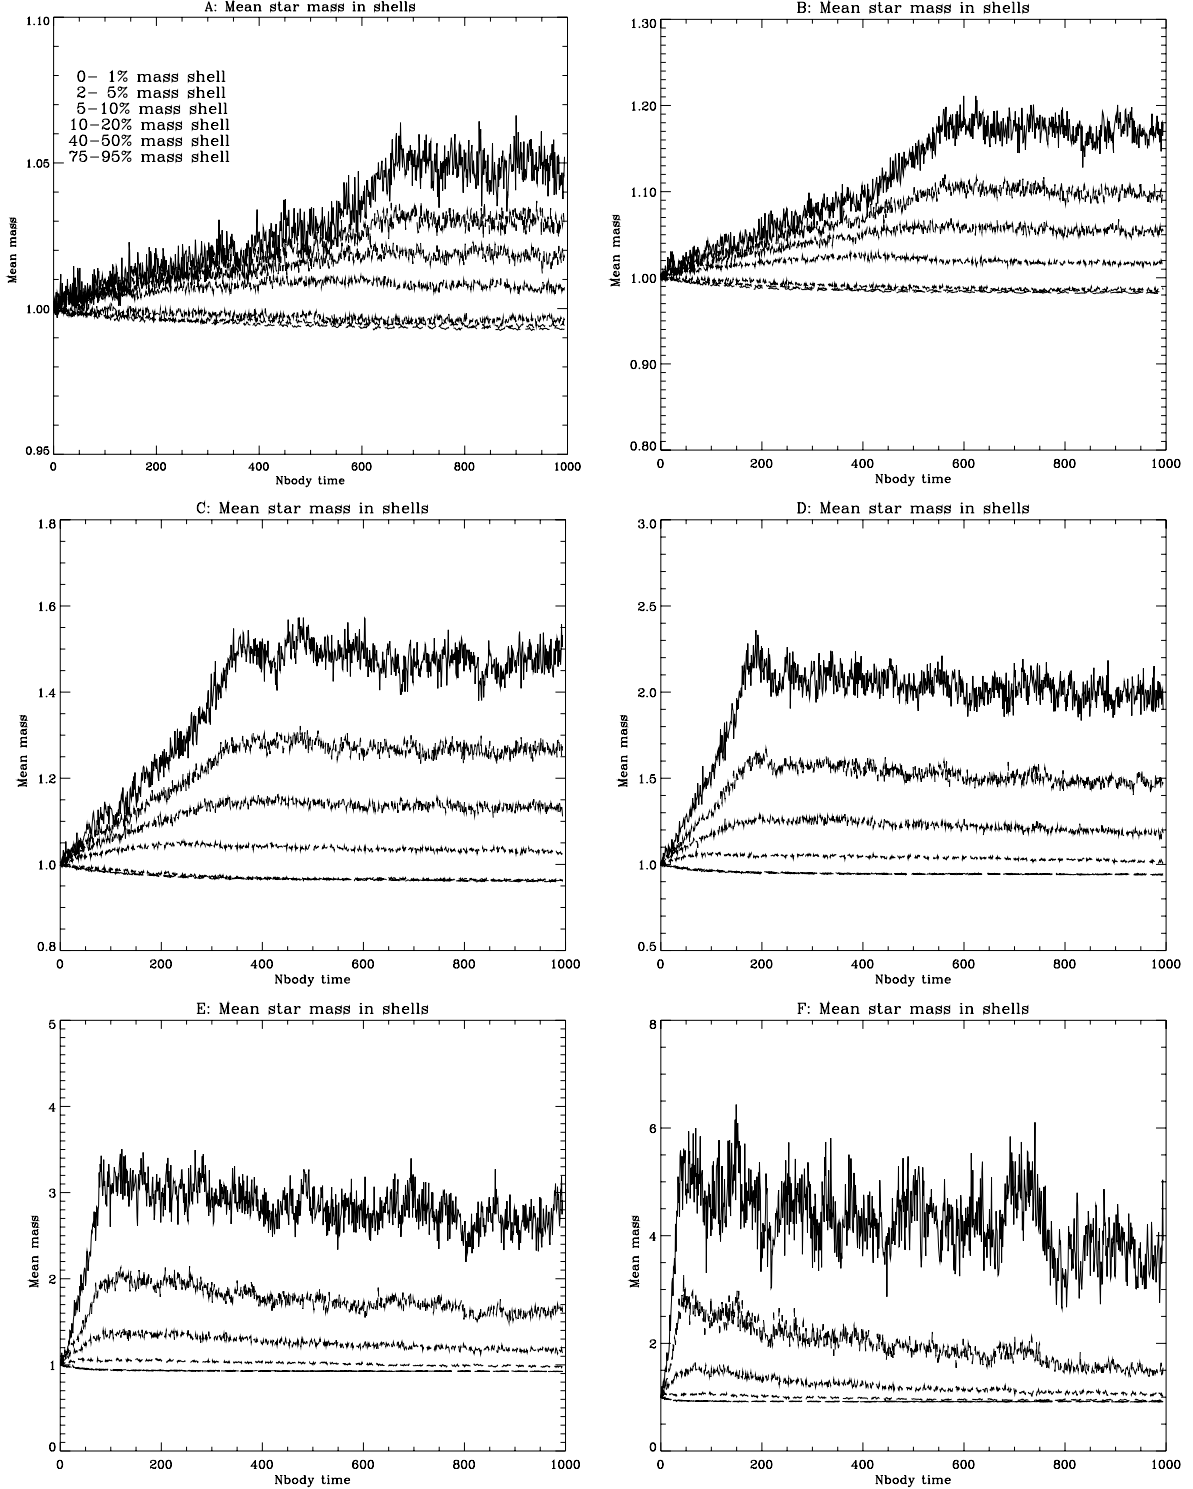 A: Mean star mass in shells
1.10
1.05
1.00
0.95
Mean mass
0- 1% mass shell
2- 5% mass shell
5-10% mass shell
10-20% mass shell
40-50% mass shell
75-95% mass shell
0 200 400 600 800 1000
Nbody time
B: Mean star mass in shells
1.30
1.20
1.10
1.00
0.90
0.80
Mean mass
0 200 400 600 800 1000
Nbody time
C: Mean star mass in shells
1.8
1.6
1.4
1.2
1.0
0.8
Mean mass
0 200 400 600 800 1000
Nbody time
D: Mean star mass in shells
3.0
2.5
2.0
1.5
1.0
0.5
Mean mass
0 200 400 600 800 1000
Nbody time
E: Mean star mass in shells
5
4
3
2
1
0
Mean mass
0 200 400 600 800 1000
Nbody time
F: Mean star mass in shells
8
6
4
2
0
Mean mass
0 200 400 600 800 1000
Nbody time